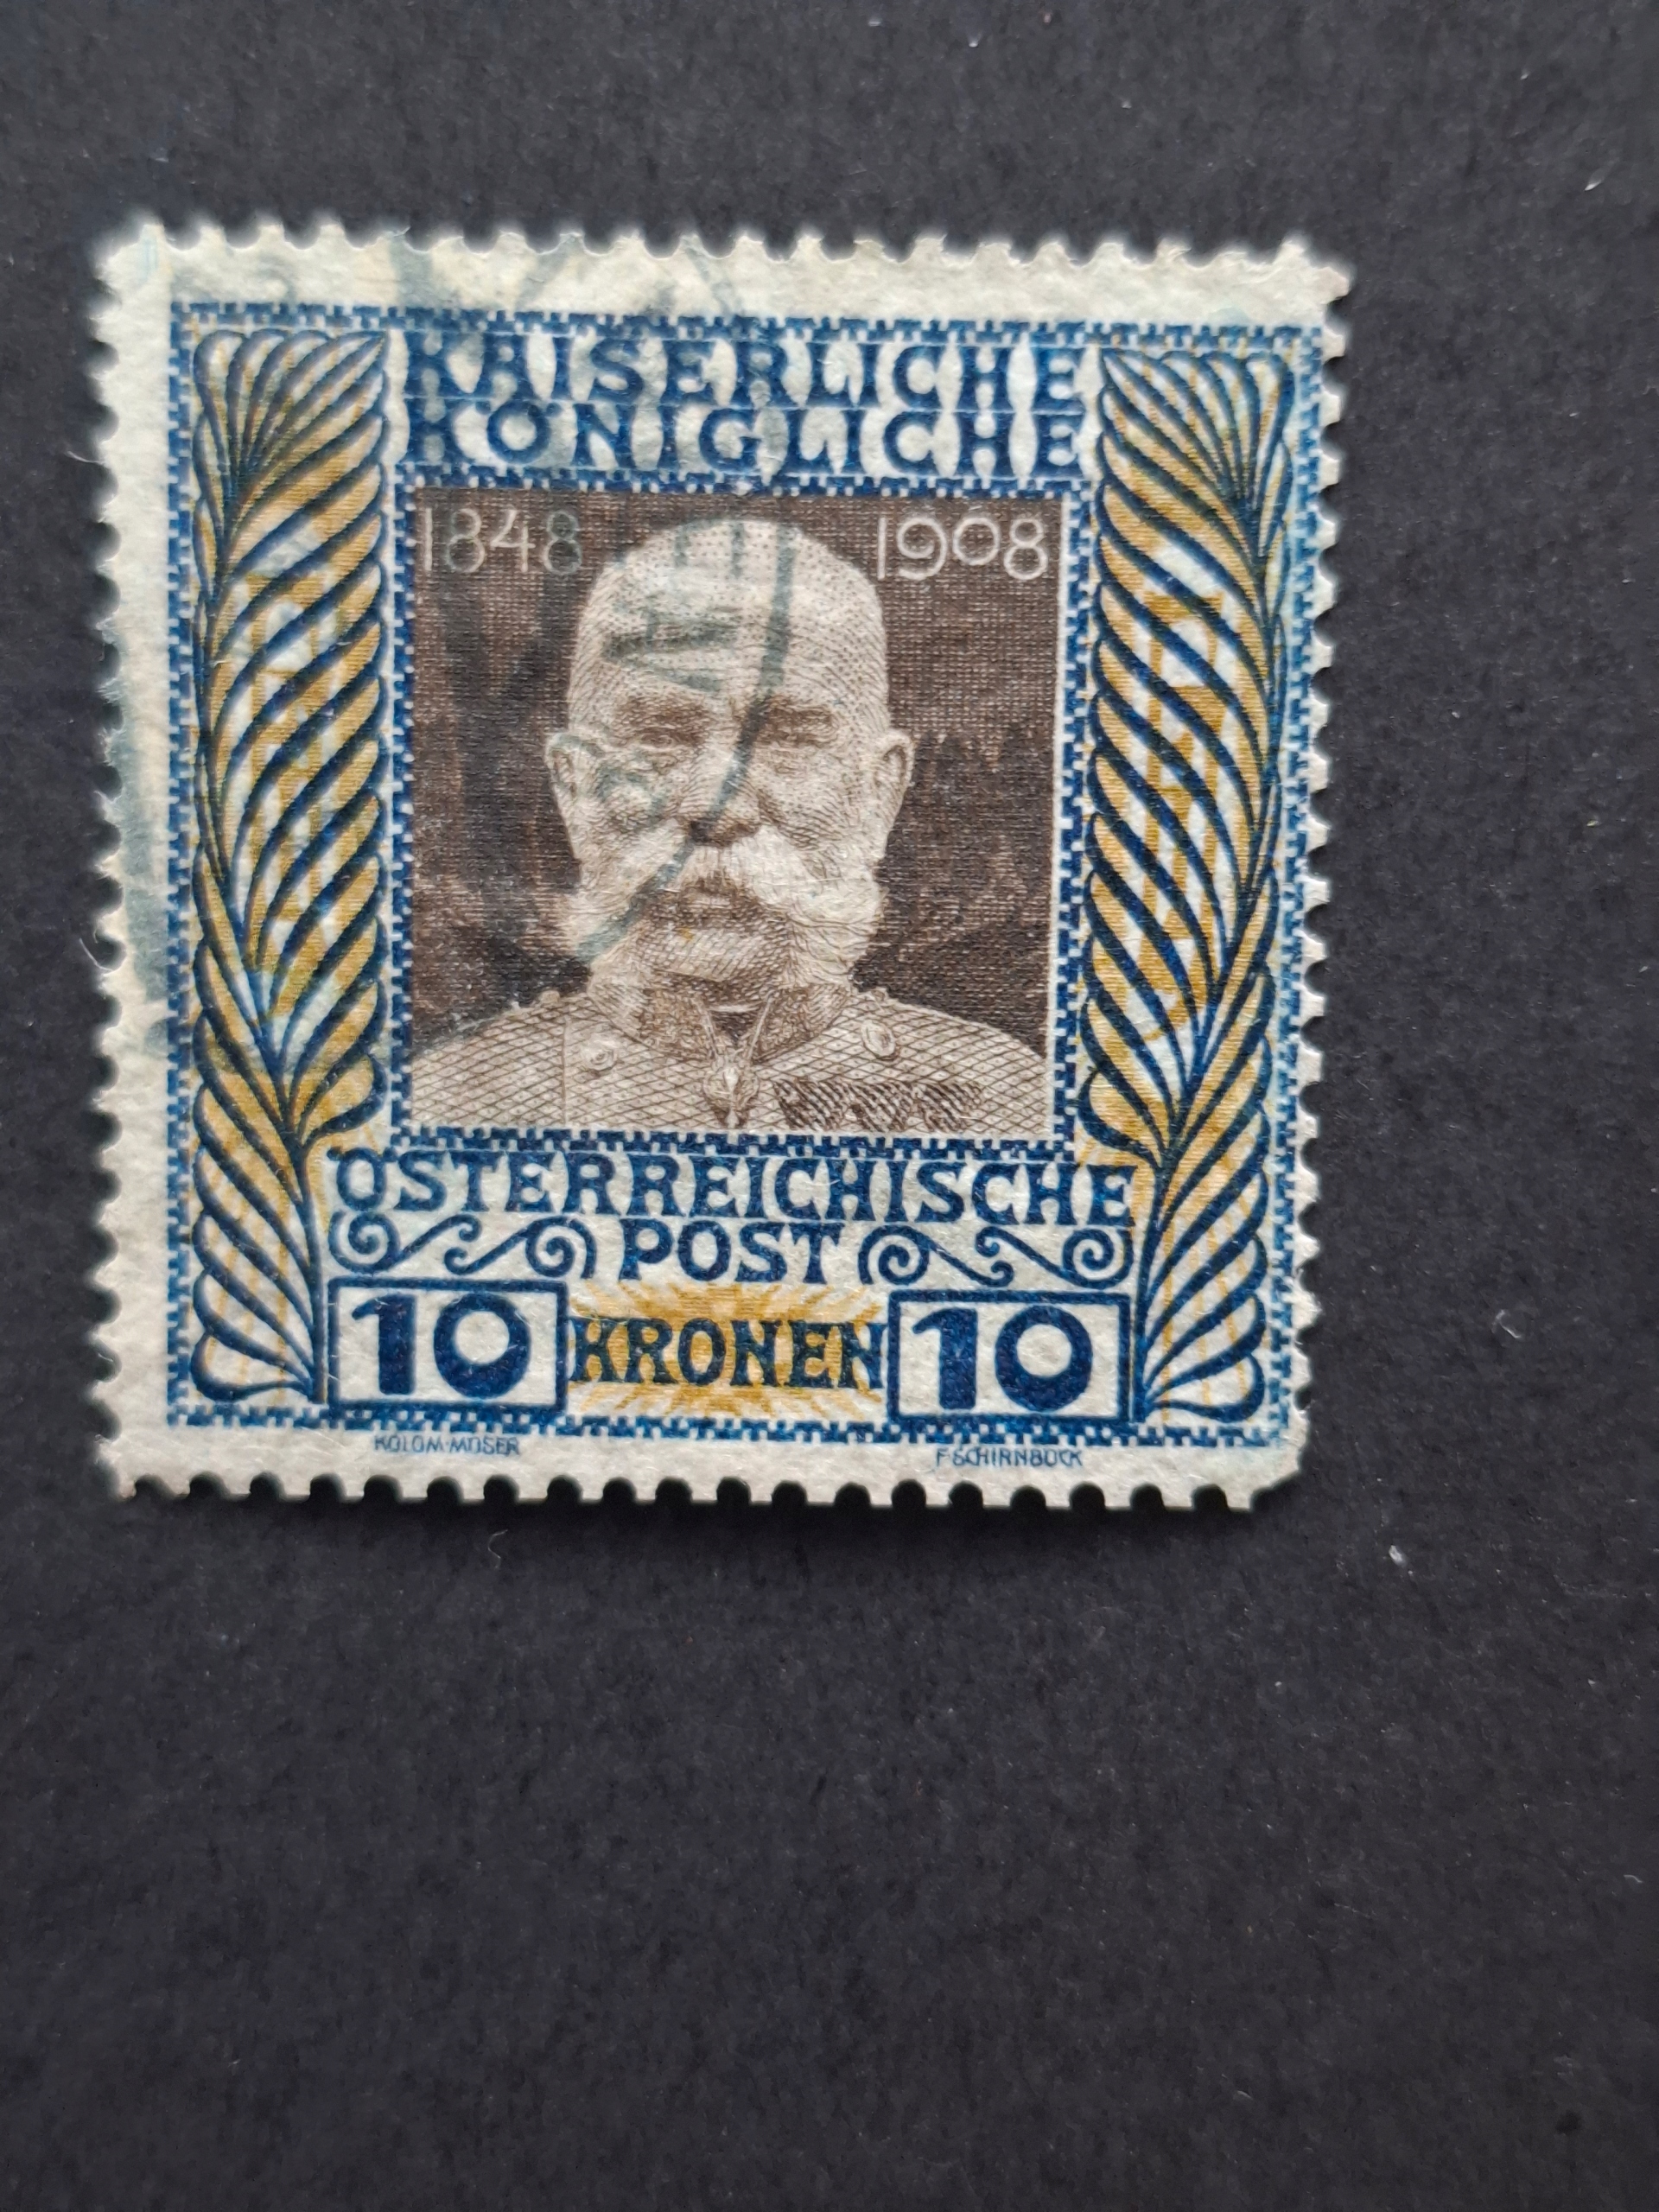 KAISERLICHE
KÖNIGLICHE
1848 1908
ÖSTERREICHISCHE
POST
10 KRONEN 10
KOLOM·MOSER F·SCHIRNBÖCK